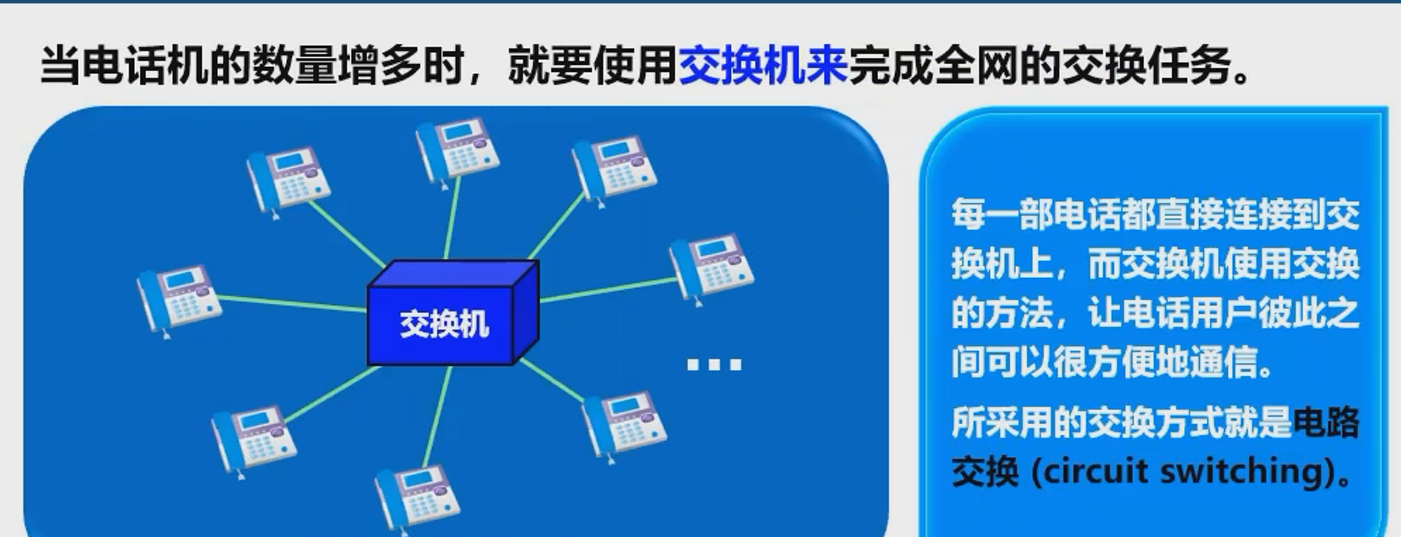 当电话机的数量增多时，就要使用交换机来完成全网的交换任务。
交换机
...
每一部电话都直接连接到交
换机上，而交换机使用交换
的方法，让电话用户彼此之
间可以很方便地通信。
所采用的交换方式就是电路
交换 (circuit switching)。